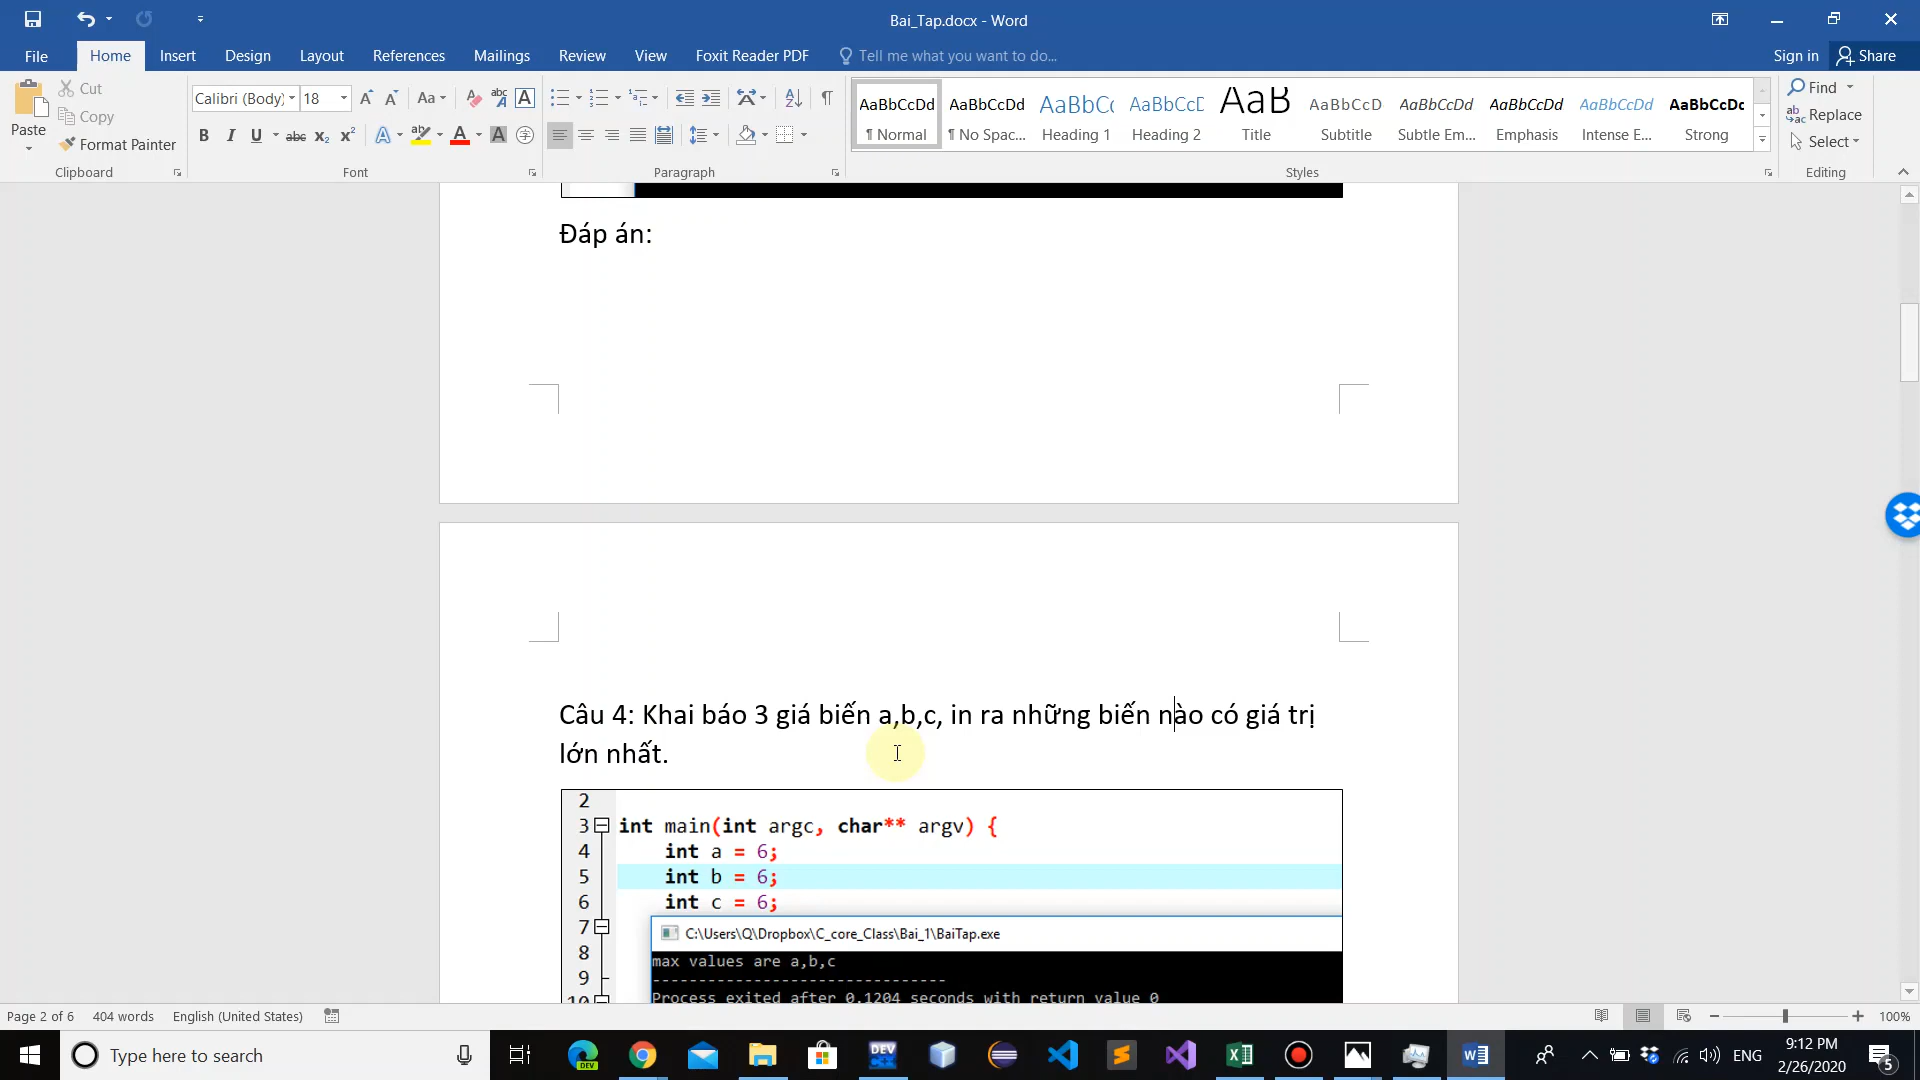 Bai_Tap.docx - Word
File Home Insert Design Layout References Mailings Review View Foxit Reader PDF Tell me what you want to do... Sign in Share
Paste
Cut
Copy
Format Painter
Clipboard
Calibri (Body) 18
Font
Paragraph
AaBbCcDd AaBbCcDd AaBbC AaBbCcD AaB AaBbCcD AaBbCcDd AaBbCcDd AaBbCcDd AaBbCcDc
¶ Normal ¶ No Spac... Heading 1 Heading 2 Title Subtitle Subtle Em... Emphasis Intense E... Strong
Styles
Find
Replace
Select
Editing
Đáp án:
Câu 4: Khai báo 3 giá biến a,b,c, in ra những biến nào có giá trị
lớn nhất.
2
3 int main(int argc, char** argv) {
4 int a = 6;
5 int b = 6;
6 int c = 6;
7
8
9
10
C:\Users\Q\Dropbox\C_core_Class\Bai_1\BaiTap.exe
max values are a,b,c
--------------------------------
Process exited after 0.1204 seconds with return value 0
Page 2 of 6 404 words English (United States) 100%
Type here to search
DEV
DEV
ENG
9:12 PM
2/26/2020
5